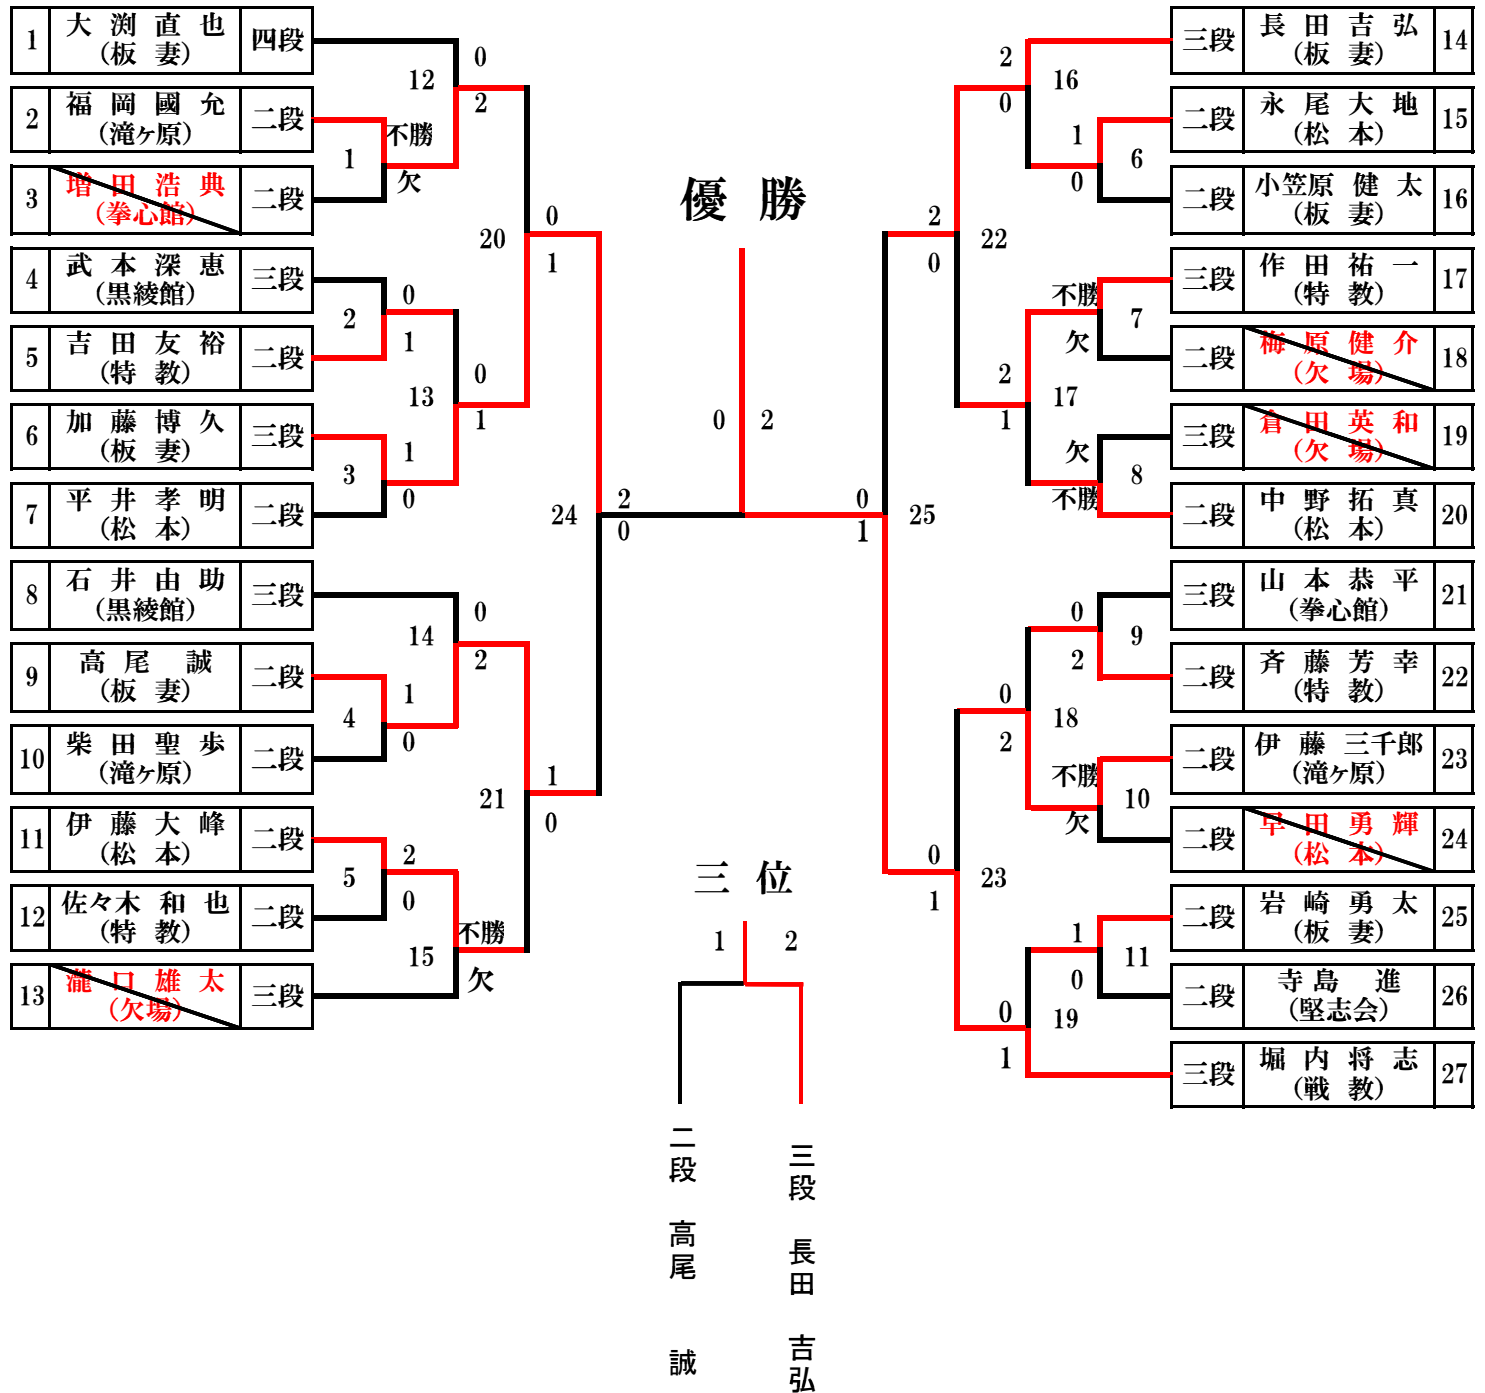 1 大渕直也 四段
(板妻)
2 福岡國允 二段
(滝ヶ原)
3 増田浩典 二段
(拳心館)
4 武本深恵 三段
(黒綾館)
5 吉田友裕 二段
(特教)
6 加藤博久 三段
(板妻)
7 平井孝明 二段
(松本)
8 石井由助 三段
(黒綾館)
9 高尾 誠 二段
(板妻)
10 柴田聖歩 二段
(滝ヶ原)
11 伊藤大峰 二段
(松本)
12 佐々木和也 二段
(特教)
13 瀧口雄太 三段
(欠場)
0
12
2
不勝
1
欠
0
20
1
0
2
1
0
13
1
1
3
0
2
24
0
0
14
2
1
4
0
1
21
0
2
5
0
不勝
15
欠
優勝
0 2
三位
1 2
二段 高尾 誠
三段 長田 吉弘
2
16
0
1
6
0
2
22
0
不勝
7
欠
2
17
1
欠
8
不勝
0
25
1
0
9
2
0
18
2
不勝
10
欠
0
23
1
1
11
0
0
19
1
三段 長田吉弘 14
(板妻)
二段 永尾大地 15
(松本)
二段 小笠原健太 16
(板妻)
三段 作田祐一 17
(特教)
二段 梅原健介 18
(欠場)
三段 倉田英和 19
(欠場)
二段 中野拓真 20
(松本)
三段 山本恭平 21
(拳心館)
二段 斉藤芳幸 22
(特教)
二段 伊藤三千郎 23
(滝ヶ原)
二段 早田勇輝 24
(松本)
二段 岩崎勇太 25
(板妻)
二段 寺島 進 26
(堅志会)
三段 堀内将志 27
(戦教)